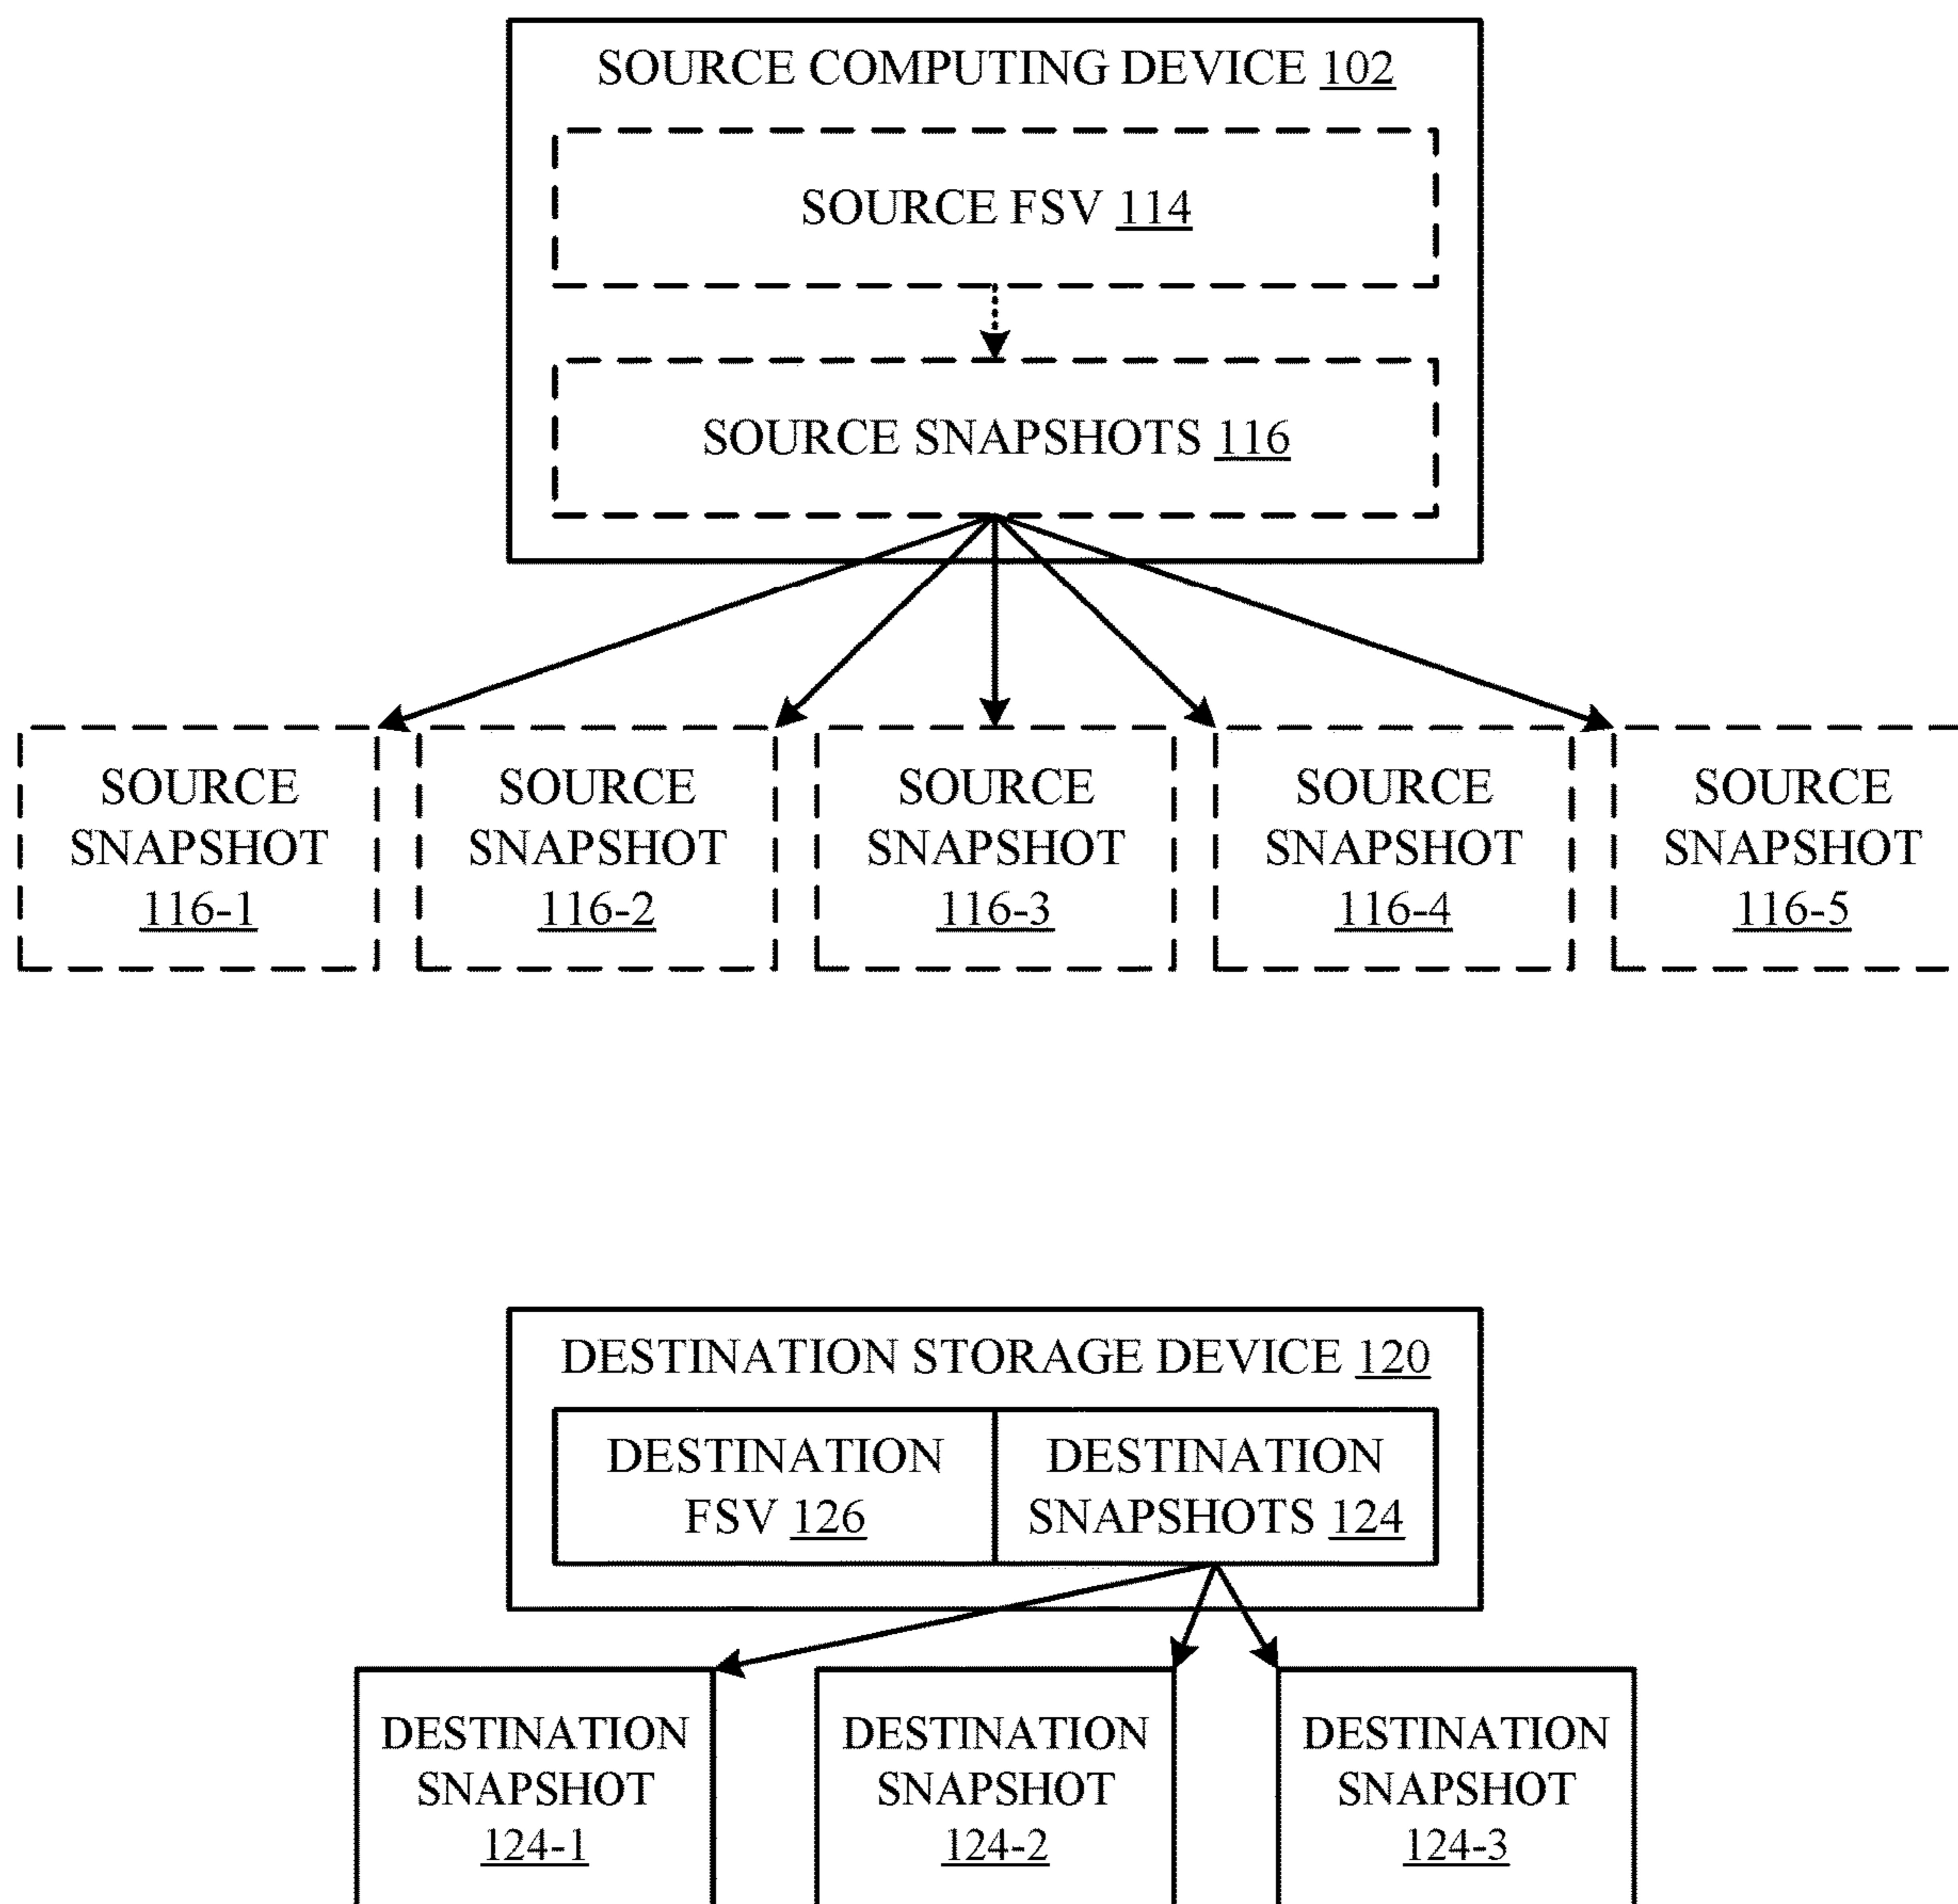 SOURCE COMPUTING DEVICE 102
SOURCE FSV 114
SOURCE SNAPSHOTS 116
SOURCE SNAPSHOT 116-1
SOURCE SNAPSHOT 116-2
SOURCE SNAPSHOT 116-3
SOURCE SNAPSHOT 116-4
SOURCE SNAPSHOT 116-5
DESTINATION STORAGE DEVICE 120
DESTINATION FSV 126
DESTINATION SNAPSHOTS 124
DESTINATION SNAPSHOT 124-1
DESTINATION SNAPSHOT 124-2
DESTINATION SNAPSHOT 124-3